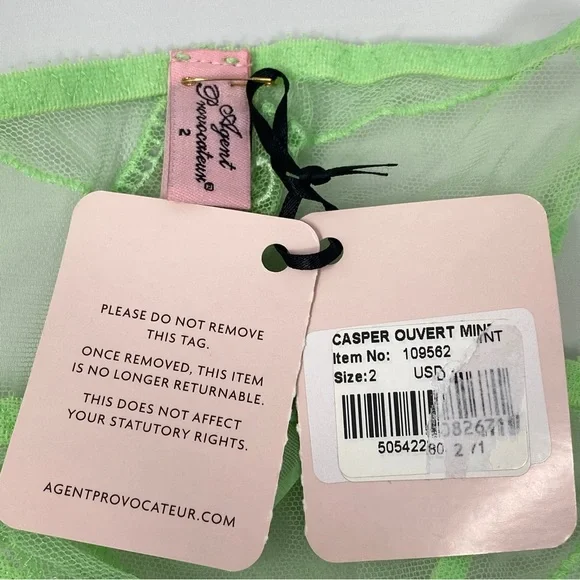 Agent
Provocateur®
2
PLEASE DO NOT REMOVE
THIS TAG.
ONCE REMOVED, THIS ITEM
IS NO LONGER RETURNABLE.
THIS DOES NOT AFFECT
YOUR STATUTORY RIGHTS.
AGENTPROVOCATEUR.COM
CASPER OUVERT MINT
Item No: 109562
Size:2 USD
505422